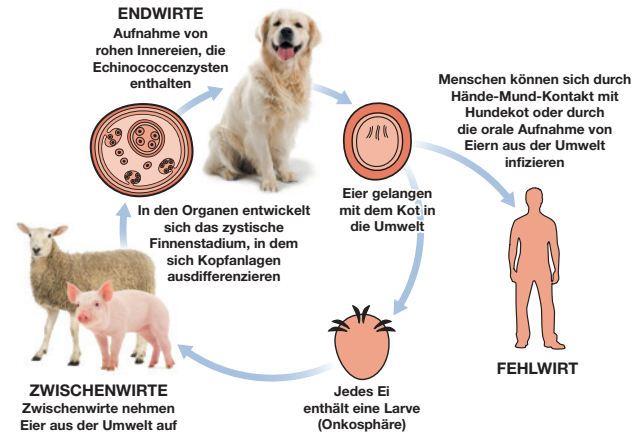 ENDWIRTE
Aufnahme von
rohen Innereien, die
Echinococcenzysten
enthalten
Menschen können sich durch
Hände-Mund-Kontakt mit
Hundekot oder durch
die orale Aufnahme von
Eiern aus der Umwelt
infizieren
Eier gelangen
mit dem Kot in
die Umwelt
In den Organen entwickelt
sich das zystische
Finnenstadium, in dem
sich Kopfanlagen
ausdifferenzieren
FEHLWIRT
ZWISCHENWIRTE
Zwischenwirte nehmen
Eier aus der Umwelt auf
Jedes Ei
enthält eine Larve
(Onkosphäre)